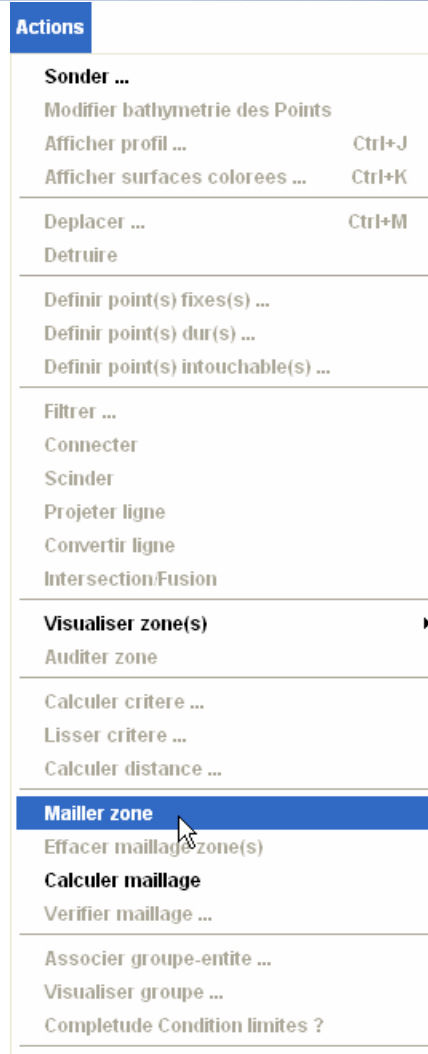 Actions
Sonder ...
Modifier bathymetrie des Points
Afficher profil ... Ctrl+J
Afficher surfaces colorees ... Ctrl+K
Deplacer ... Ctrl+M
Detruire
Definir point(s) fixes(s) ...
Definir point(s) dur(s) ...
Definir point(s) intouchable(s) ...
Filtrer ...
Connecter
Scinder
Projeter ligne
Convertir ligne
Intersection/Fusion
Visualiser zone(s)
Auditer zone
Calculer critere ...
Lisser critere ...
Calculer distance ...
Mailler zone
Effacer maillage zone(s)
Calculer maillage
Verifier maillage ...
Associer groupe-entite ...
Visualiser groupe ...
Completude Condition limites ?